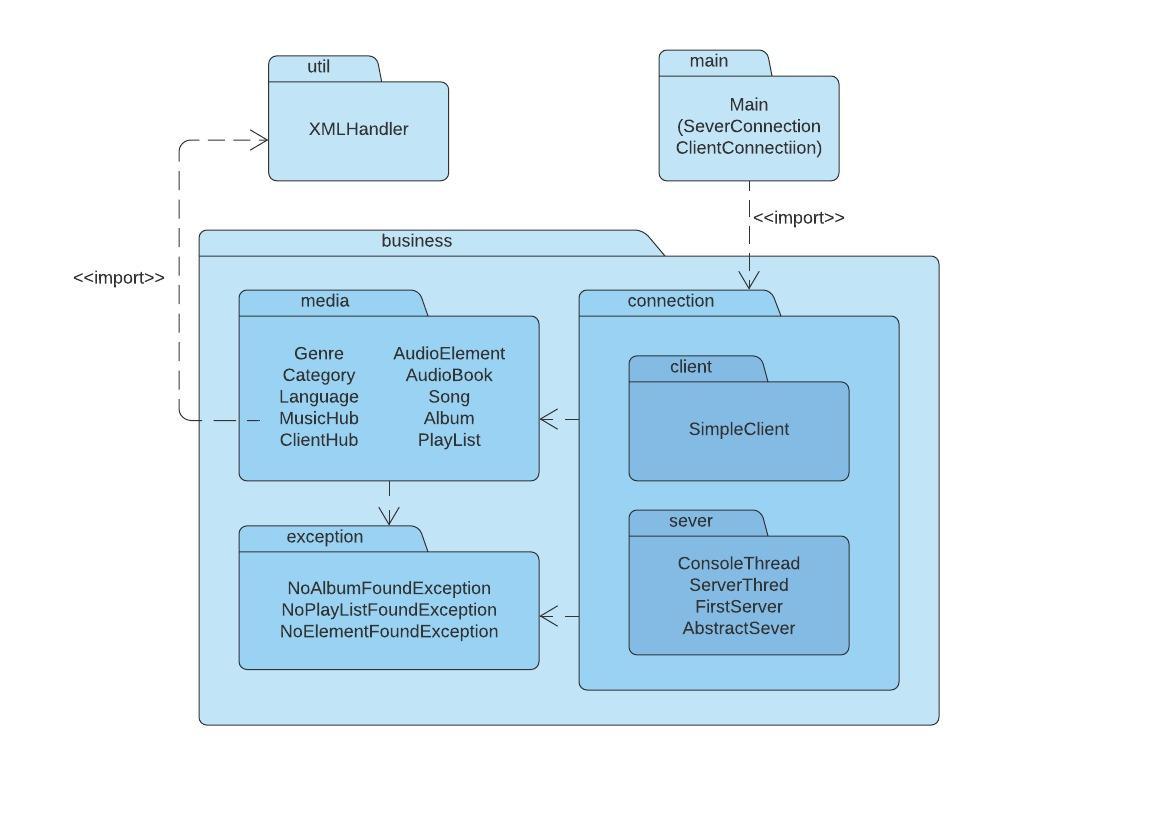 util
XMLHandler
main
Main
(SeverConnection
ClientConnectiion)
<<import>>
business
<<import>>
media
Genre
Category
Language
MusicHub
ClientHub
AudioElement
AudioBook
Song
Album
PlayList
connection
client
SimpleClient
exception
NoAlbumFoundException
NoPlayListFoundException
NoElementFoundException
sever
ConsoleThread
ServerThred
FirstServer
AbstractSever